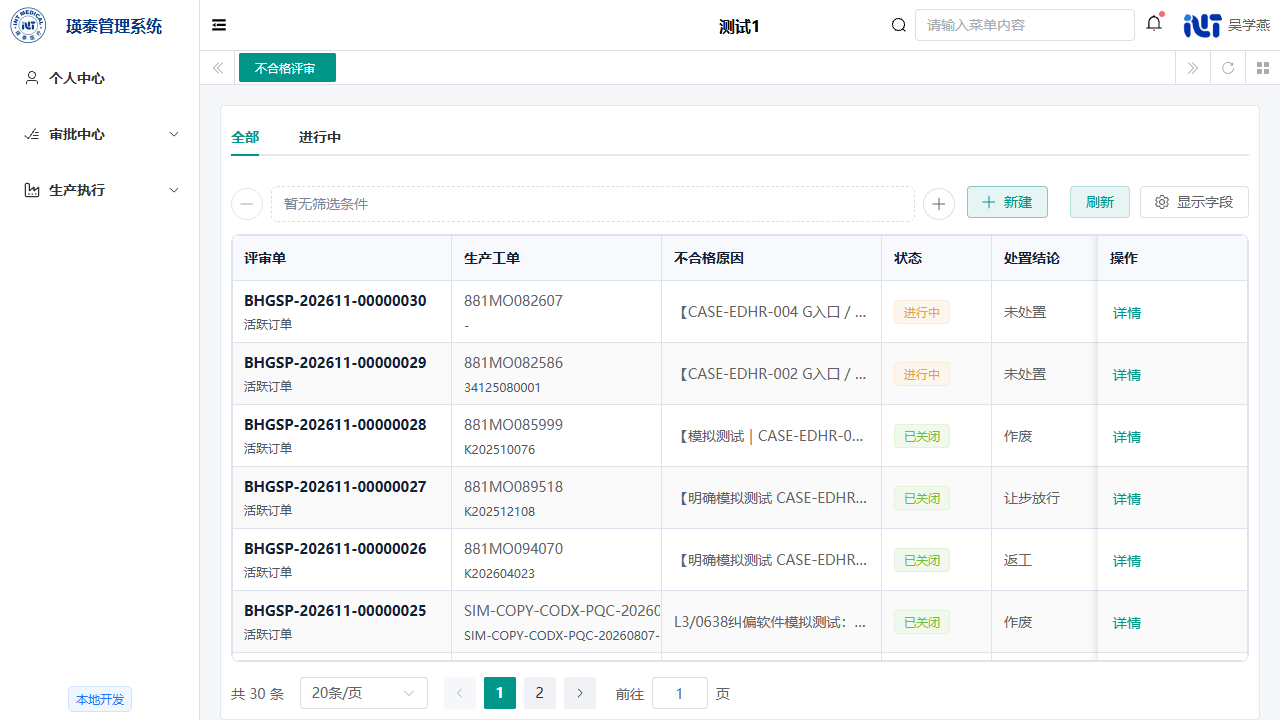 瑛泰管理系统
测试1
请输入菜单内容
吴学燕
个人中心
审批中心
生产执行
本地开发
不合格评审
全部
进行中
暂无筛选条件
新建
刷新
显示字段
评审单 生产工单 不合格原因 状态 处置结论 操作
BHGSP-202611-00000030 881MO082607 【CASE-EDHR-004 G入口 / ... 进行中 未处置 详情
活跃订单 -
BHGSP-202611-00000029 881MO082586 【CASE-EDHR-002 G入口 / ... 进行中 未处置 详情
活跃订单 34125080001
BHGSP-202611-00000028 881MO085999 【模拟测试 | CASE-EDHR-0... 已关闭 作废 详情
活跃订单 K202510076
BHGSP-202611-00000027 881MO089518 【明确模拟测试 CASE-EDHR... 已关闭 让步放行 详情
活跃订单 K202512108
BHGSP-202611-00000026 881MO094070 【明确模拟测试 CASE-EDHR... 已关闭 返工 详情
活跃订单 K202604023
BHGSP-202611-00000025 SIM-COPY-CODX-PQC-20260 L3/0638纠偏软件模拟测试：... 已关闭 作废 详情
活跃订单 SIM-COPY-CODX-PQC-20260807-
共 30 条 20条/页 1 2 前往 1 页